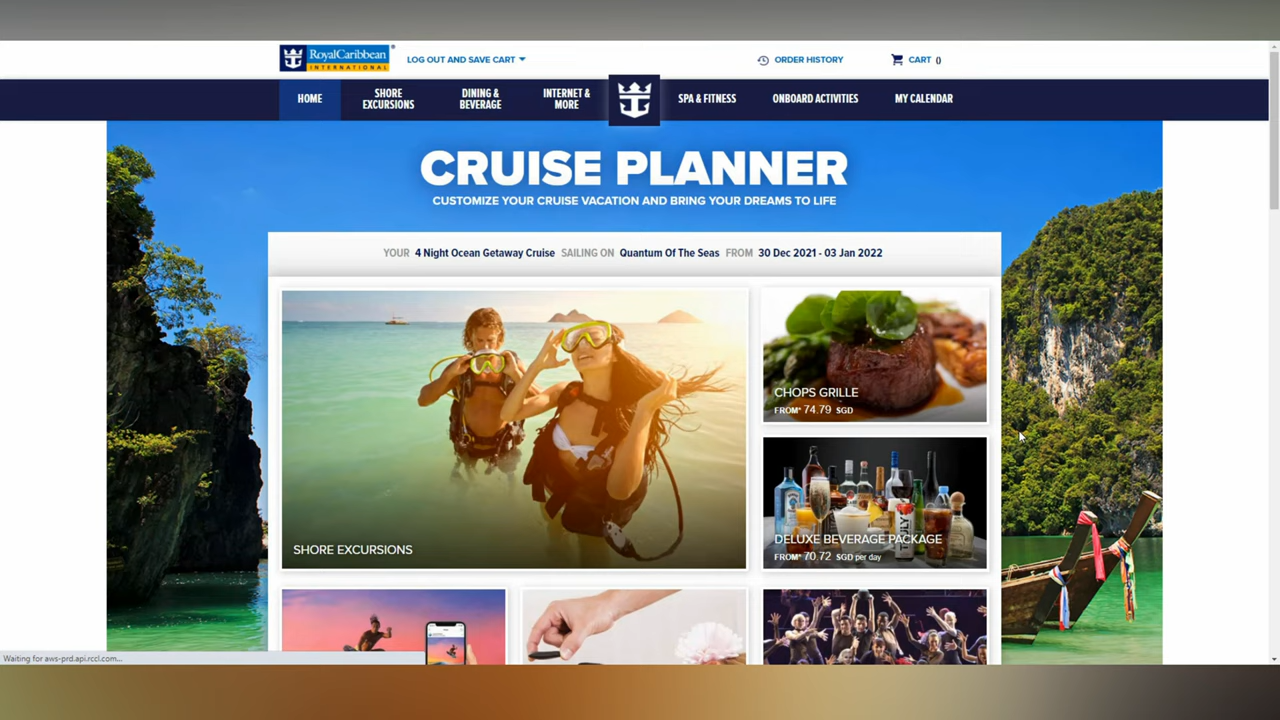 RoyalCaribbean
INTERNATIONAL
LOG OUT AND SAVE CART
ORDER HISTORY
CART ()
HOME
SHORE
EXCURSIONS
DINING &
BEVERAGE
INTERNET &
MORE
SPA & FITNESS
ONBOARD ACTIVITIES
MY CALENDAR
CRUISE PLANNER
CUSTOMIZE YOUR CRUISE VACATION AND BRING YOUR DREAMS TO LIFE
YOUR 4 Night Ocean Getaway Cruise SAILING ON Quantum Of The Seas FROM 30 Dec 2021 - 03 Jan 2022
CHOPS GRILLE
FROM* 74.79 SGD
TRULY
DELUXE BEVERAGE PACKAGE
FROM* 70.72 SGD per day
SHORE EXCURSIONS
Waiting for aws-prd.api.rccl.com...